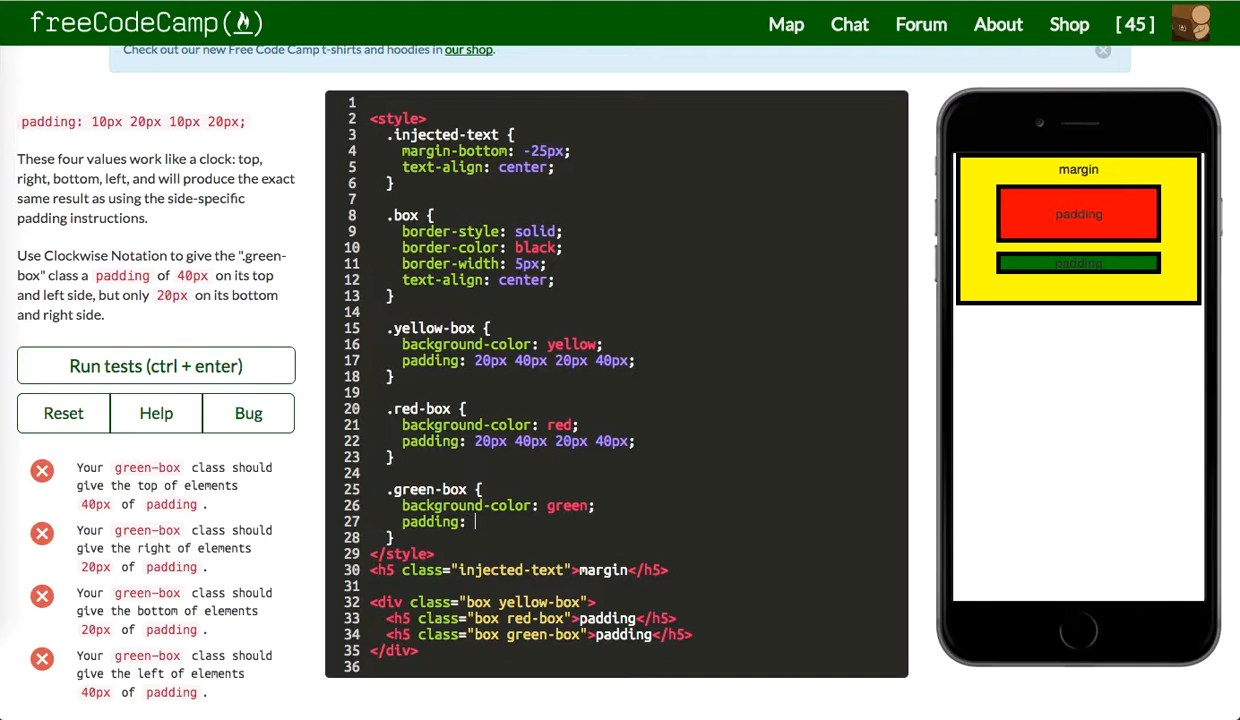 freeCodeCamp
Map Chat Forum About Shop [ 45 ]
Check out our new Free Code Camp t-shirts and hoodies in our shop.
padding: 10px 20px 10px 20px;
These four values work like a clock: top,
right, bottom, left, and will produce the exact
same result as using the side-specific
padding instructions.
Use Clockwise Notation to give the ".green-
box" class a padding of 40px on its top
and left side, but only 20px on its bottom
and right side.
Run tests (ctrl + enter)
Reset Help Bug
Your green-box class should
give the top of elements
40px of padding .
Your green-box class should
give the right of elements
20px of padding .
Your green-box class should
give the bottom of elements
20px of padding .
Your green-box class should
give the left of elements
40px of padding .
1
2 <style>
3 .injected-text {
4 margin-bottom: -25px;
5 text-align: center;
6 }
7
8 .box {
9 border-style: solid;
10 border-color: black;
11 border-width: 5px;
12 text-align: center;
13 }
14
15 .yellow-box {
16 background-color: yellow;
17 padding: 20px 40px 20px 40px;
18 }
19
20 .red-box {
21 background-color: red;
22 padding: 20px 40px 20px 40px;
23 }
24
25 .green-box {
26 background-color: green;
27 padding:
28 }
29 </style>
30 <h5 class="injected-text">margin</h5>
31
32 <div class="box yellow-box">
33 <h5 class="box red-box">padding</h5>
34 <h5 class="box green-box">padding</h5>
35 </div>
36
margin
padding
padding